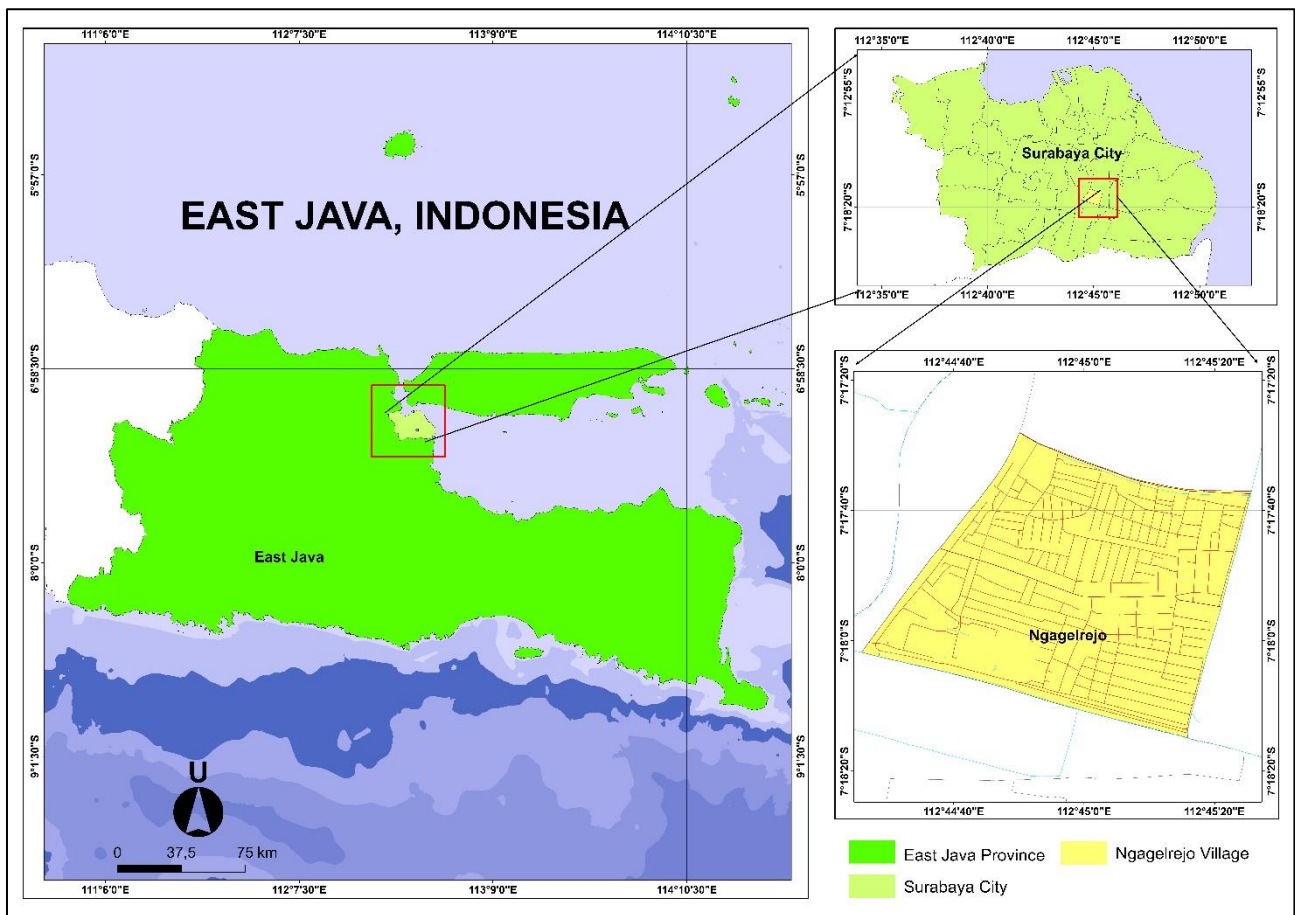 111°6'0"E 112°7'30"E 113°9'0"E 114°10'30"E
5°57'0"S
5°57'0"S
EAST JAVA, INDONESIA
6°58'30"S
6°58'30"S
East Java
8°0'0"S
8°0'0"S
9°1'30"S
9°1'30"S
U
0 37,5 75 km
111°6'0"E 112°7'30"E 113°9'0"E 114°10'30"E
112°35'0"E 112°40'0"E 112°45'0"E 112°50'0"E
7°12'55"S
7°12'55"S
Surabaya City
7°18'20"S
7°18'20"S
112°35'0"E 112°40'0"E 112°45'0"E 112°50'0"E
112°44'40"E 112°45'0"E 112°45'20"E
7°17'20"S
7°17'20"S
7°17'40"S
7°17'40"S
Ngagelrejo
7°18'0"S
7°18'0"S
7°18'20"S
7°18'20"S
112°44'40"E 112°45'0"E 112°45'20"E
East Java Province
Ngagelrejo Village
Surabaya City